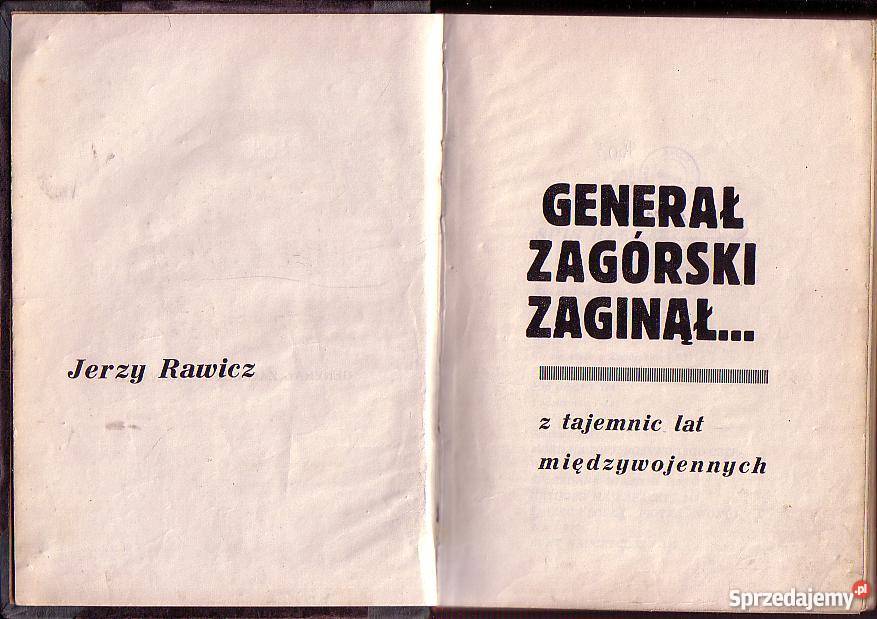 Jerzy Rawicz
GENERAŁ
ZAGÓRSKI
ZAGINĄŁ...
z tajemnic lat
międzywojennych
Sprzedajemy.pl